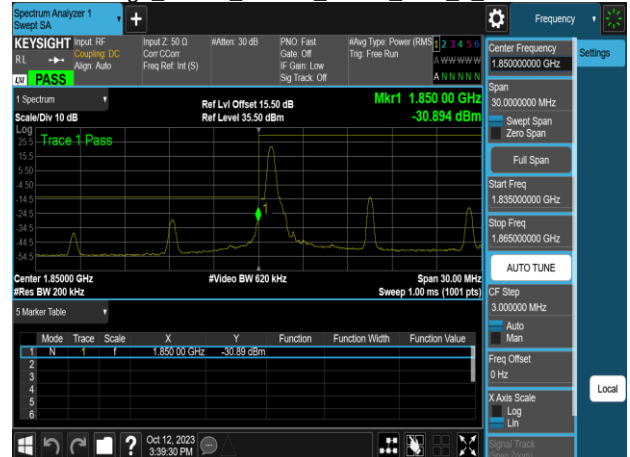 Spectrum Analyzer 1
Swept SA
Frequency
KEYSIGHT
Input: RF
Input Z: 50 Ω
#Atten: 30 dB
PNO: Fast
#Avg Type: Power (RMS
1 2 3 4 5 6
RL
Coupling: DC
Corr CCorr
Gate: Off
Trig: Free Run
A W W W W W
Align: Auto
Freq Ref: Int (S)
IF Gain: Low
Sig Track: Off
A N N N N N
LXI
PASS
1 Spectrum
Ref Lvl Offset 15.50 dB
Mkr1 1.850 00 GHz
Scale/Div 10 dB
Ref Level 35.50 dBm
-30.894 dBm
Log
Trace 1 Pass
25.5
15.5
5.50
-4.50
-14.5
-24.5
-34.5
-44.5
-54.5
1
Center 1.85000 GHz
#Video BW 620 kHz
Span 30.00 MHz
#Res BW 200 kHz
Sweep 1.00 ms (1001 pts)
5 Marker Table
Mode Trace Scale X Y Function Function Width Function Value
1 N 1 f 1.850 00 GHz -30.89 dBm
2
3
4
5
6
Oct 12, 2023
3:39:30 PM
?
Center Frequency
1.850000000 GHz
Settings
Span
30.0000000 MHz
Swept Span
Zero Span
Full Span
Start Freq
1.835000000 GHz
Stop Freq
1.865000000 GHz
AUTO TUNE
CF Step
3.000000 MHz
Auto
Man
Freq Offset
0 Hz
X Axis Scale
Log
Lin
Local
Signal Track
(Span Zoom)